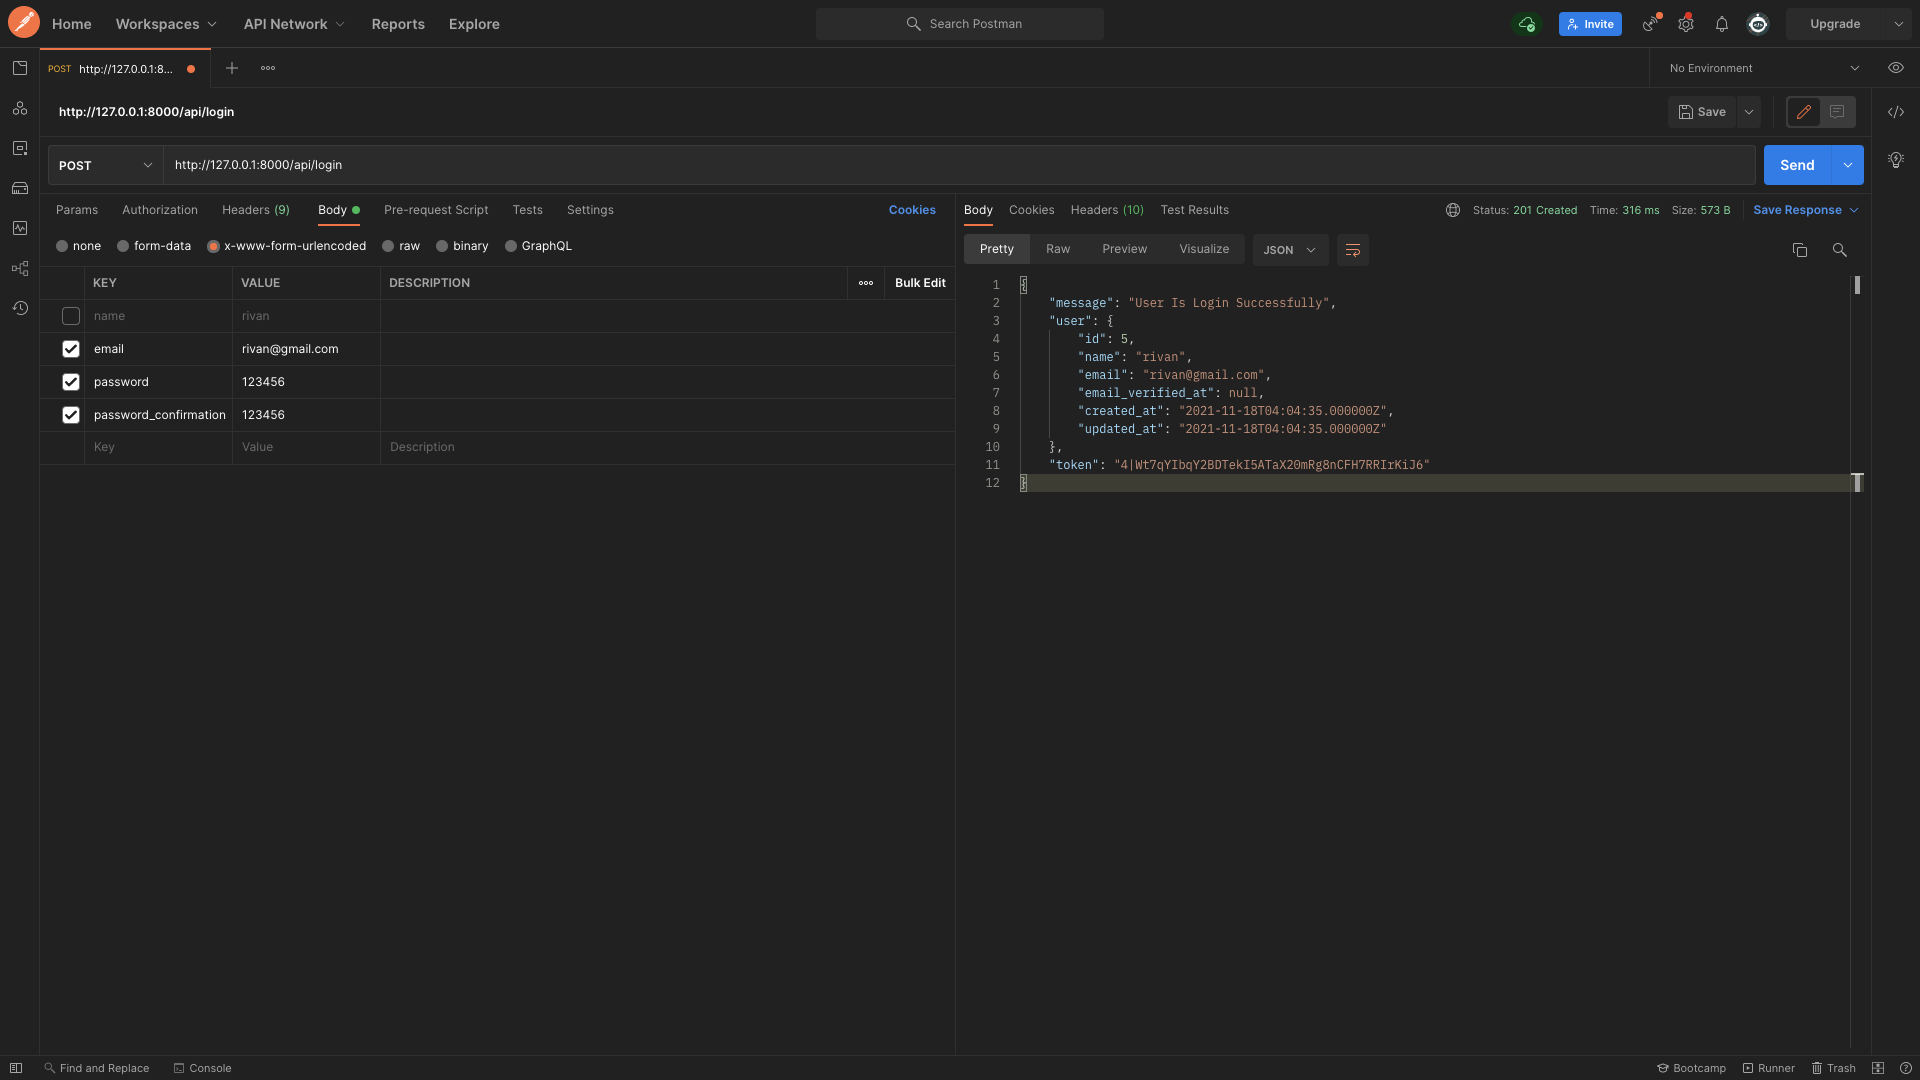 Home Workspaces API Network Reports Explore Search Postman Invite Upgrade
POST http://127.0.0.1:8... No Environment
http://127.0.0.1:8000/api/login Save
POST http://127.0.0.1:8000/api/login Send
Params Authorization Headers (9) Body Pre-request Script Tests Settings Cookies
none form-data x-www-form-urlencoded raw binary GraphQL
KEY VALUE DESCRIPTION Bulk Edit
name rivan
email rivan@gmail.com
password 123456
password_confirmation 123456
Key Value Description
Body Cookies Headers (10) Test Results Status: 201 Created Time: 316 ms Size: 573 B Save Response
Pretty Raw Preview Visualize JSON
1 {
2 "message": "User Is Login Successfully",
3 "user": {
4 "id": 5,
5 "name": "rivan",
6 "email": "rivan@gmail.com",
7 "email_verified_at": null,
8 "created_at": "2021-11-18T04:04:35.000000Z",
9 "updated_at": "2021-11-18T04:04:35.000000Z"
10 },
11 "token": "4|Wt7qYIbqY2BDTekI5ATaX20mRg8nCFH7RRIrKiJ6"
12 }
Find and Replace Console Bootcamp Runner Trash